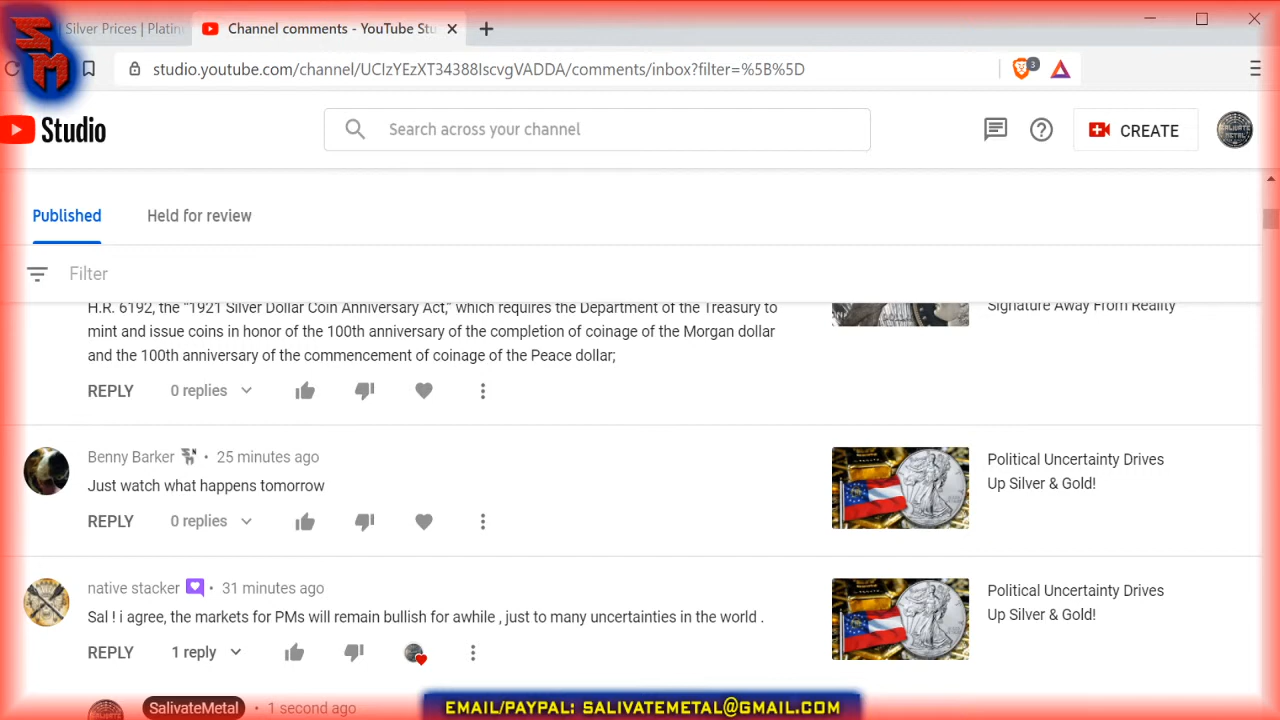 Silver Prices | Platin
Channel comments - YouTube Stu
studio.youtube.com/channel/UCIzYEzXT34388IscvgVADDA/comments/inbox?filter=%5B%5D
3
Studio
Search across your channel
CREATE
Published
Held for review
Filter
H.R. 6192, the "1921 Silver Dollar Coin Anniversary Act," which requires the Department of the Treasury to
mint and issue coins in honor of the 100th anniversary of the completion of coinage of the Morgan dollar
and the 100th anniversary of the commencement of coinage of the Peace dollar;
Signature Away From Reality
REPLY 0 replies
Benny Barker • 25 minutes ago
Just watch what happens tomorrow
REPLY 0 replies
Political Uncertainty Drives
Up Silver & Gold!
native stacker • 31 minutes ago
Sal ! i agree, the markets for PMs will remain bullish for awhile , just to many uncertainties in the world .
REPLY 1 reply
Political Uncertainty Drives
Up Silver & Gold!
SalivateMetal • 1 second ago
EMAIL/PAYPAL: SALIVATEMETAL@GMAIL.COM
SM